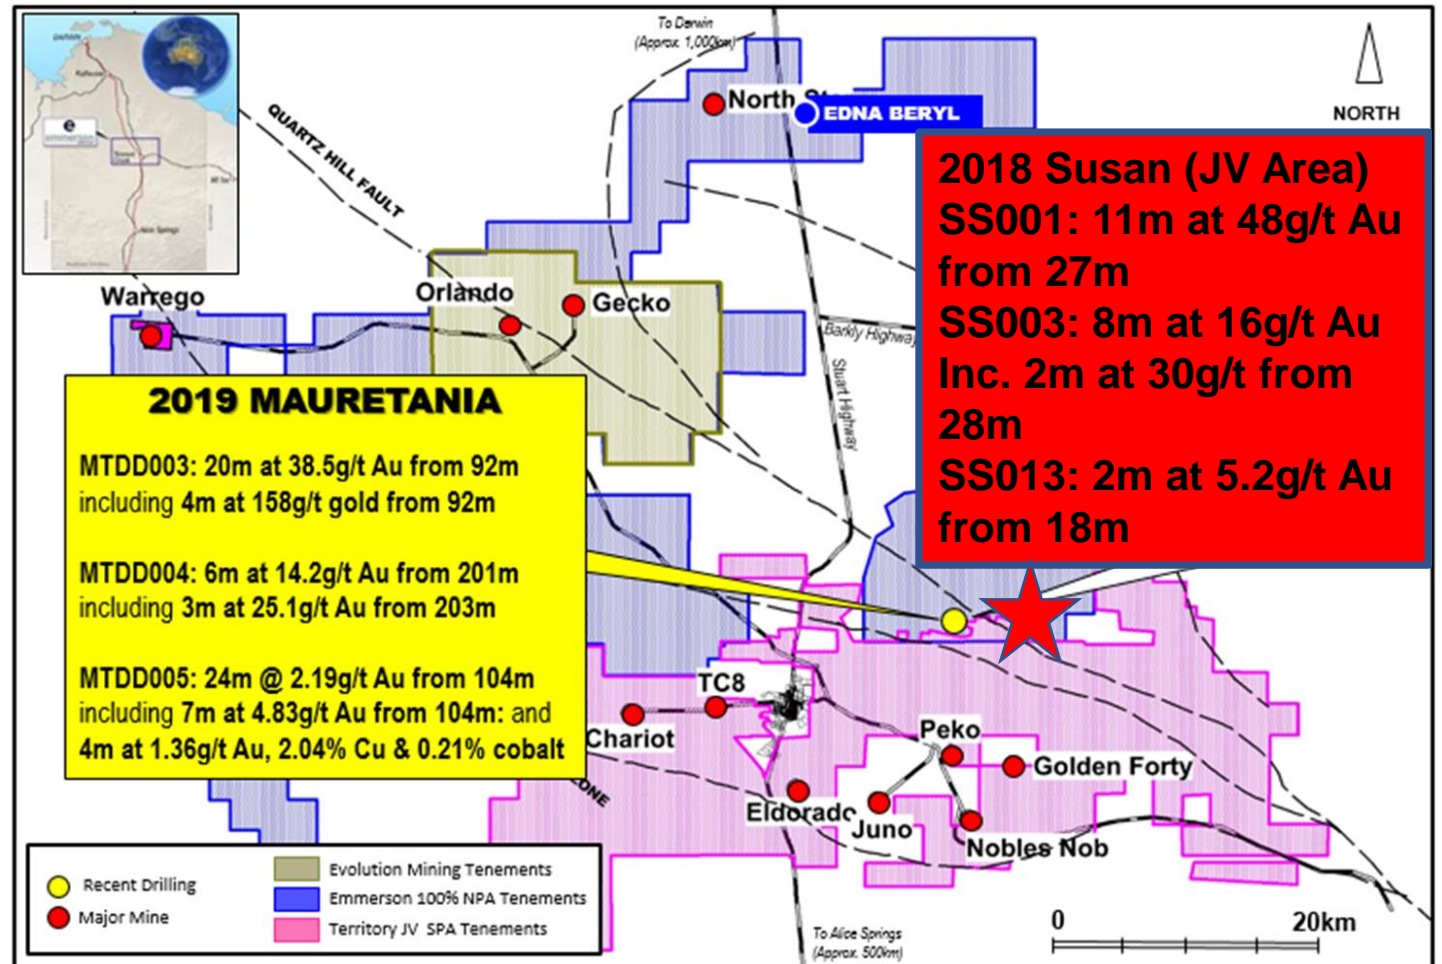 To Darwin
(Approx. 1,000km)
NORTH
DARWIN
Alice Springs
QUARTZ HILL FAULT
North
EDNA BERYL
2018 Susan (JV Area)
SS001: 11m at 48g/t Au
from 27m
SS003: 8m at 16g/t Au
Inc. 2m at 30g/t from
28m
SS013: 2m at 5.2g/t Au
from 18m
Warrego
Orlando
Gecko
Barkly Highway
Stuart Highway
2019 MAURETANIA
MTDD003: 20m at 38.5g/t Au from 92m
including 4m at 158g/t gold from 92m
MTDD004: 6m at 14.2g/t Au from 201m
including 3m at 25.1g/t Au from 203m
MTDD005: 24m @ 2.19g/t Au from 104m
including 7m at 4.83g/t Au from 104m: and
4m at 1.36g/t Au, 2.04% Cu & 0.21% cobalt
TC8
Chariot
Peko
Golden Forty
ZONE
Eldorado
Juno
Nobles Nob
Recent Drilling
Major Mine
Evolution Mining Tenements
Emmerson 100% NPA Tenements
Territory JV SPA Tenements
To Alice Springs
(Approx. 500km)
0 20km